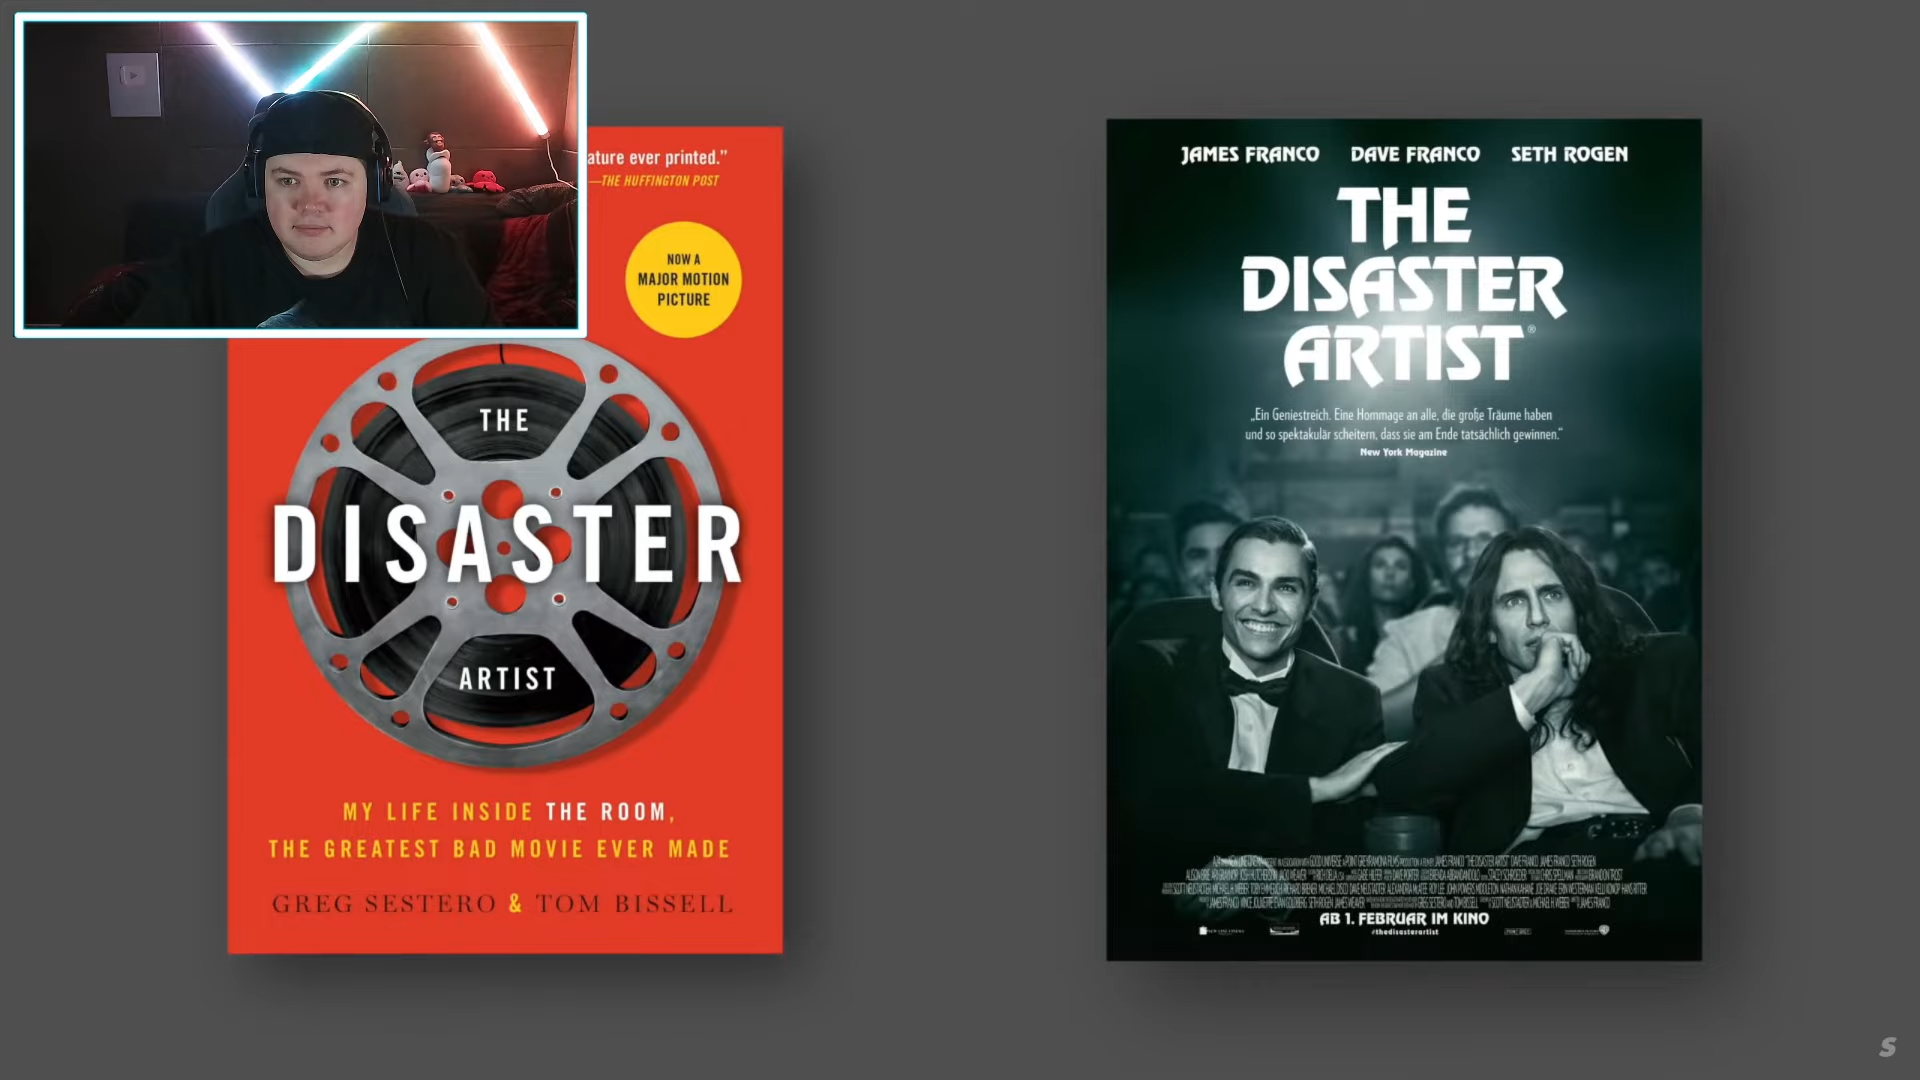 ature ever printed.”
—THE HUFFINGTON POST
NOW A
MAJOR MOTION
PICTURE
THE
DISASTER
ARTIST
MY LIFE INSIDE THE ROOM,
THE GREATEST BAD MOVIE EVER MADE
GREG SESTERO & TOM BISSELL
JAMES FRANCO DAVE FRANCO SETH ROGEN
THE
DISASTER
ARTIST®
„Ein Geniestreich. Eine Hommage an alle, die große Träume haben
und so spektakulär scheitern, dass sie am Ende tatsächlich gewinnen.“
New York Magazine
AB 1. FEBRUAR IM KINO
#thedisasterartist
S